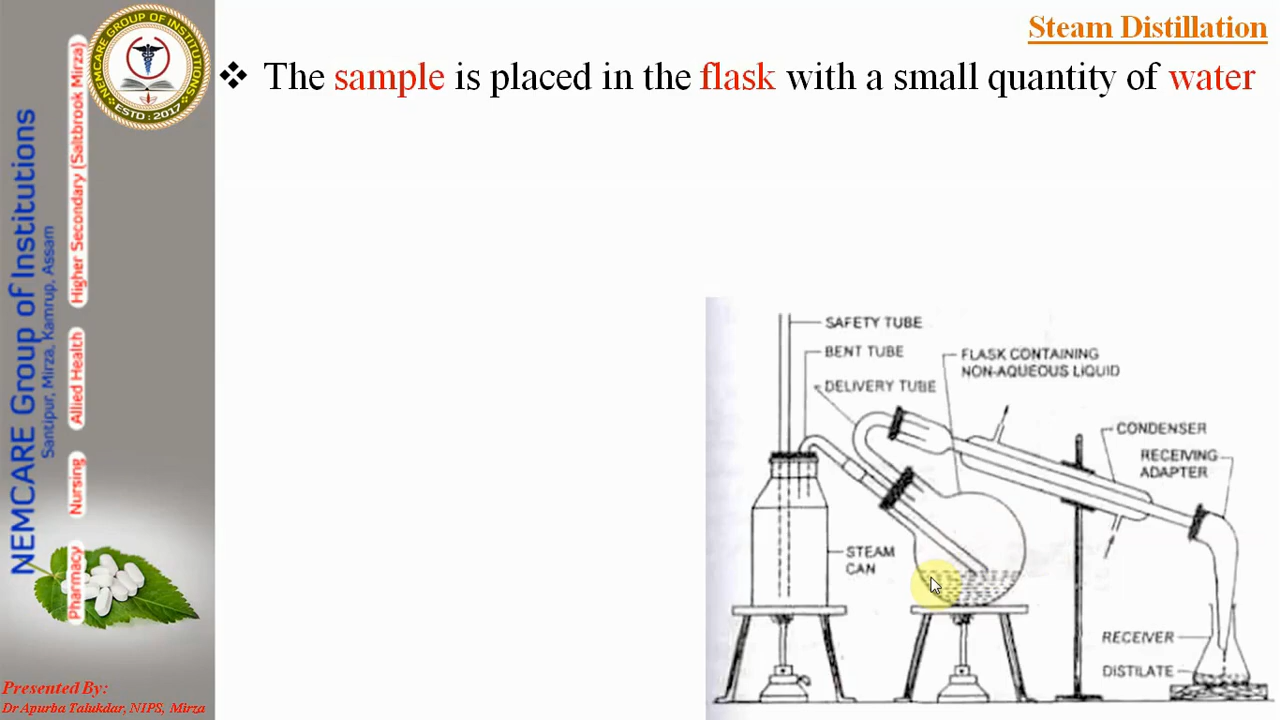 Steam Distillation
❖ The sample is placed in the flask with a small quantity of water
NEMCARE GROUP OF INSTITUTIONS
ESTD : 2017
NEMCARE Group of Institutions
Santipur, Mirza, Kamrup, Assam
Pharmacy Nursing Allied Health Higher Secondary (Saltbrook Mirza)
SAFETY TUBE
BENT TUBE
DELIVERY TUBE
FLASK CONTAINING
NON-AQUEOUS LIQUID
CONDENSER
RECEIVING
ADAPTER
STEAM
CAN
RECEIVER
DISTILATE
Presented By:
Dr Apurba Talukdar, NIPS, Mirza